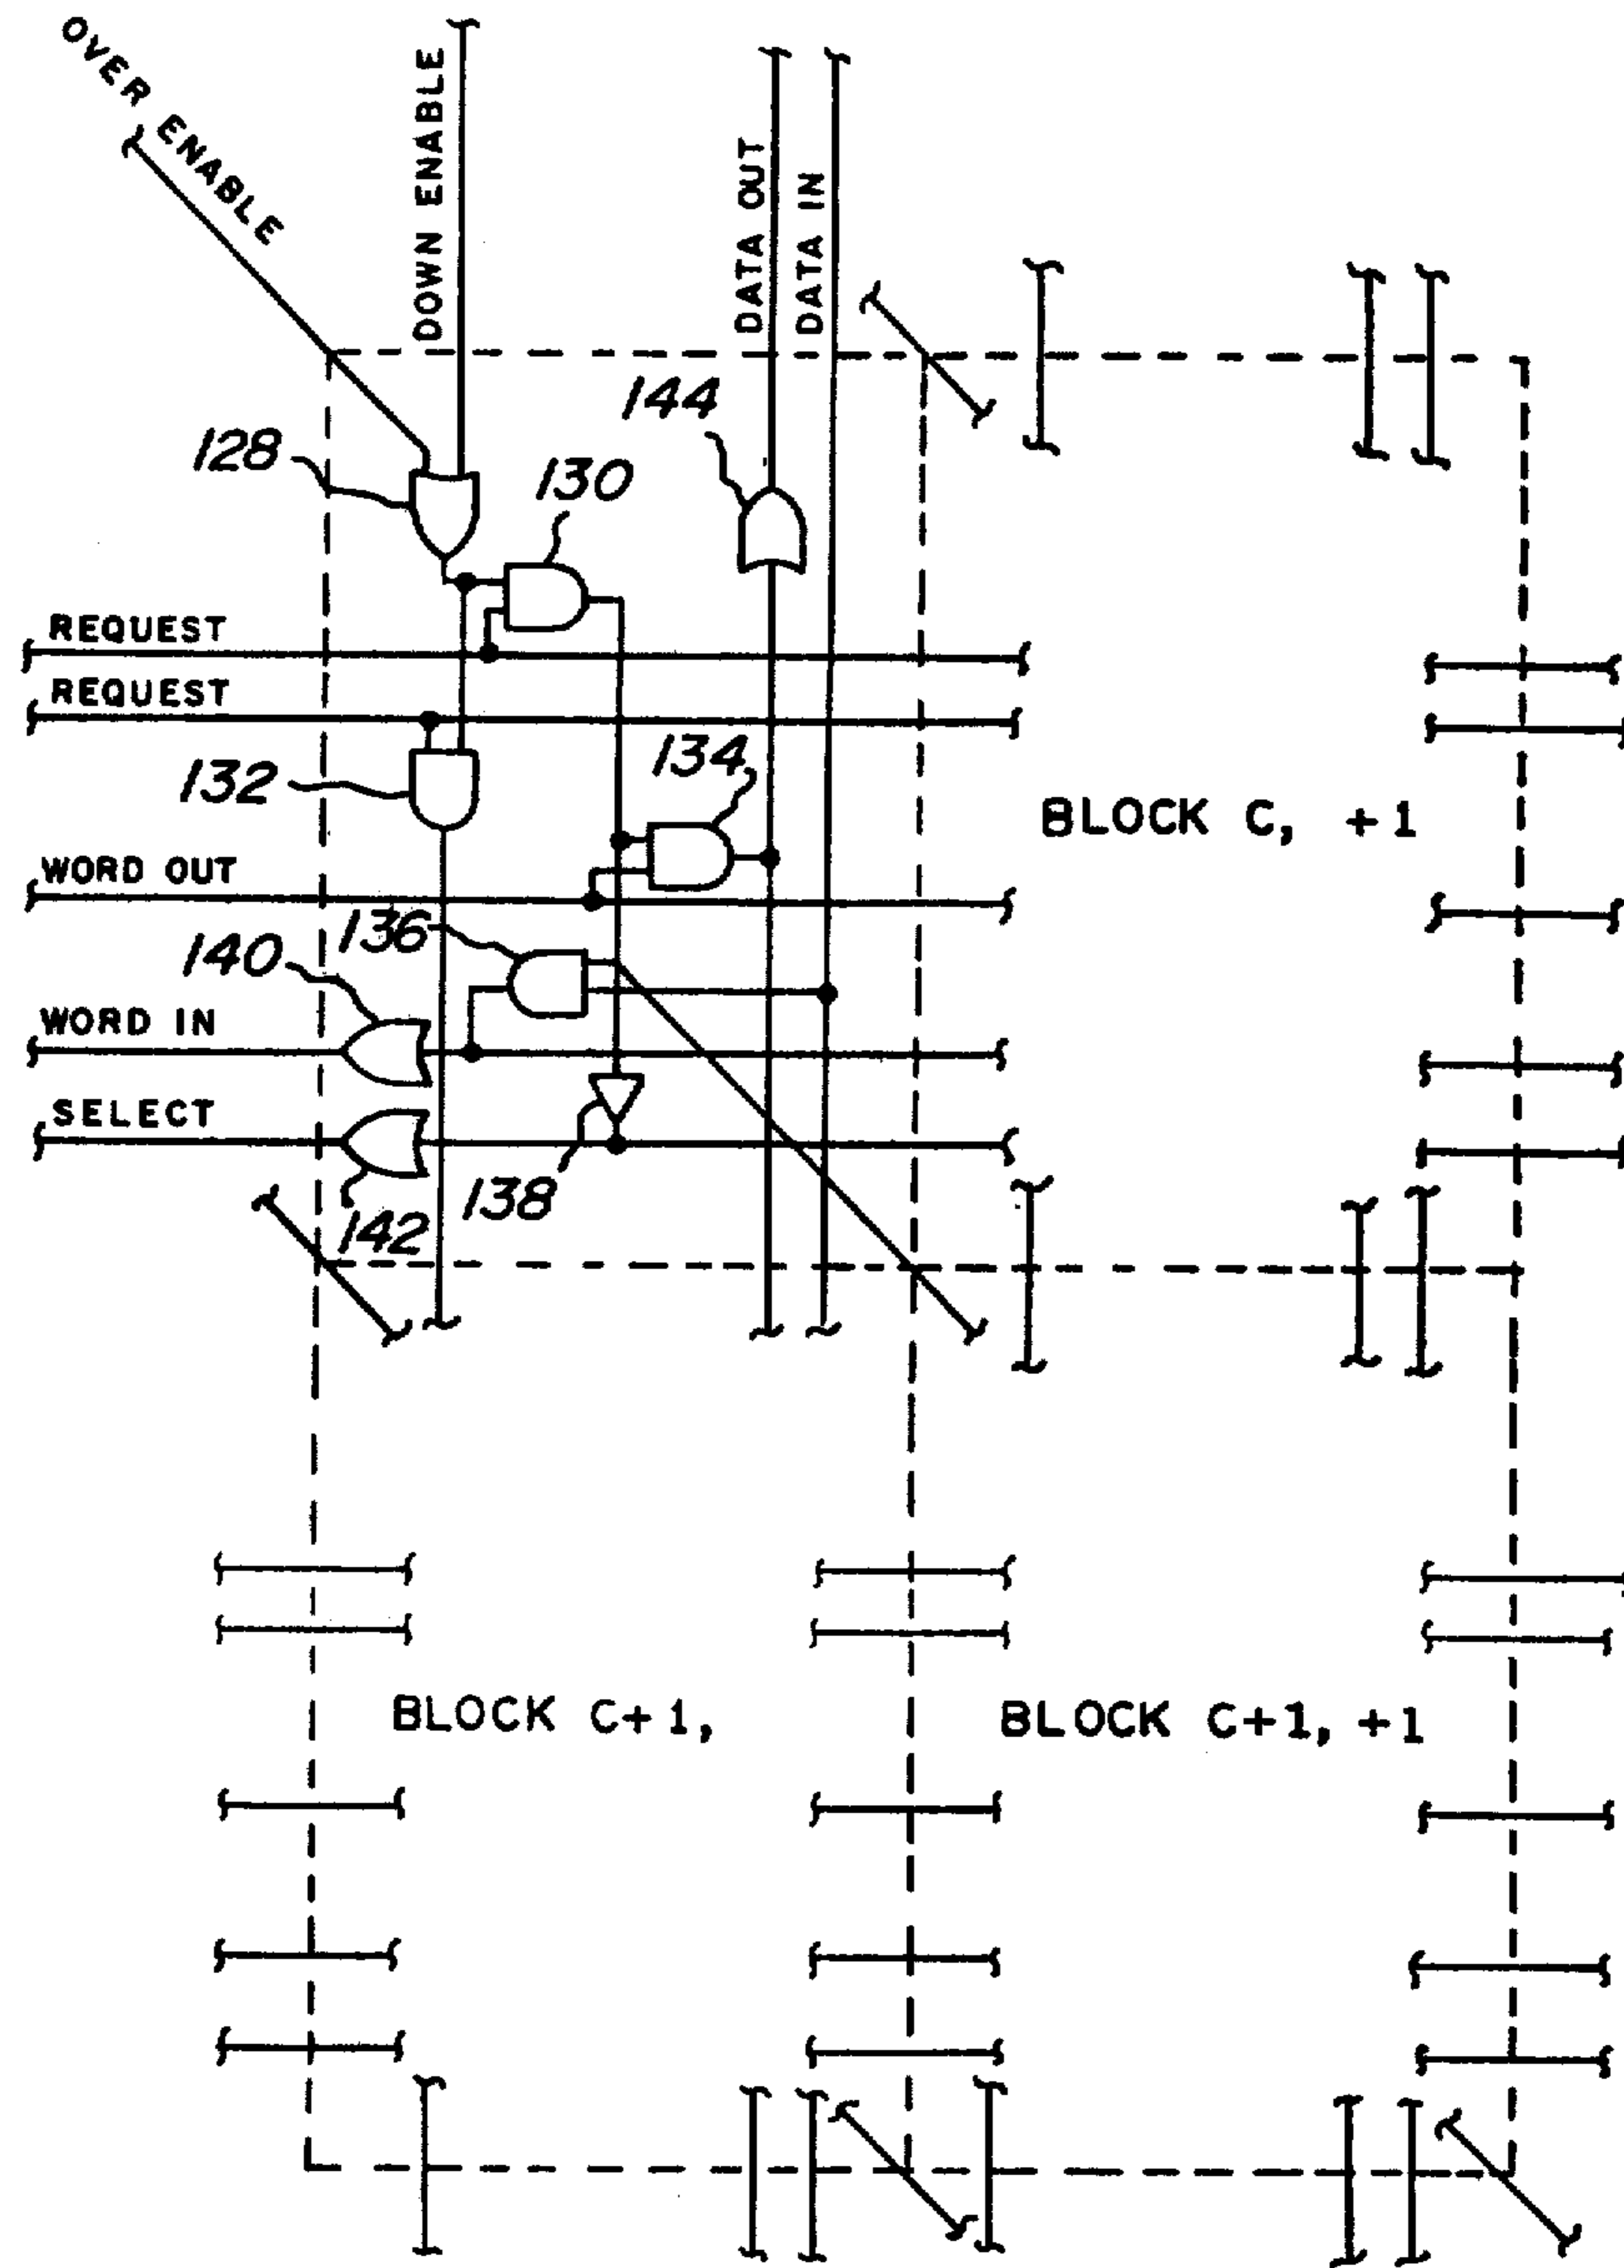 OVER ENABLE
DOWN ENABLE
DATA OUT
DATA IN
144
128
130
REQUEST
REQUEST
132
134
BLOCK C, +1
WORD OUT
136
140
WORD IN
SELECT
138
142
BLOCK C+1,
BLOCK C+1, +1